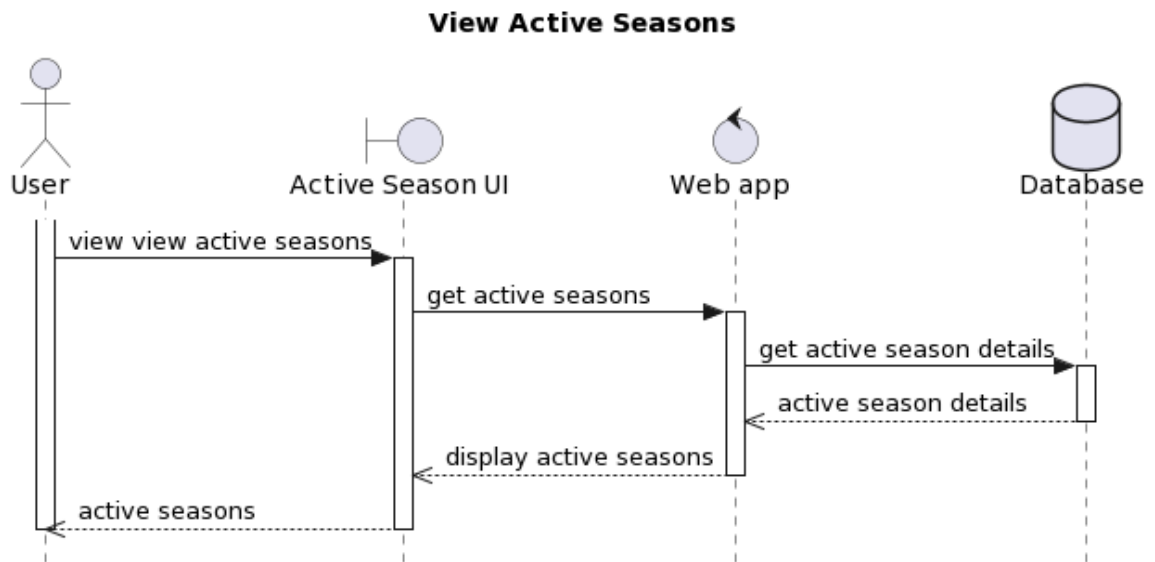 View Active Seasons
User
Active Season UI
Web app
Database
view view active seasons
get active seasons
get active season details
active season details
display active seasons
active seasons